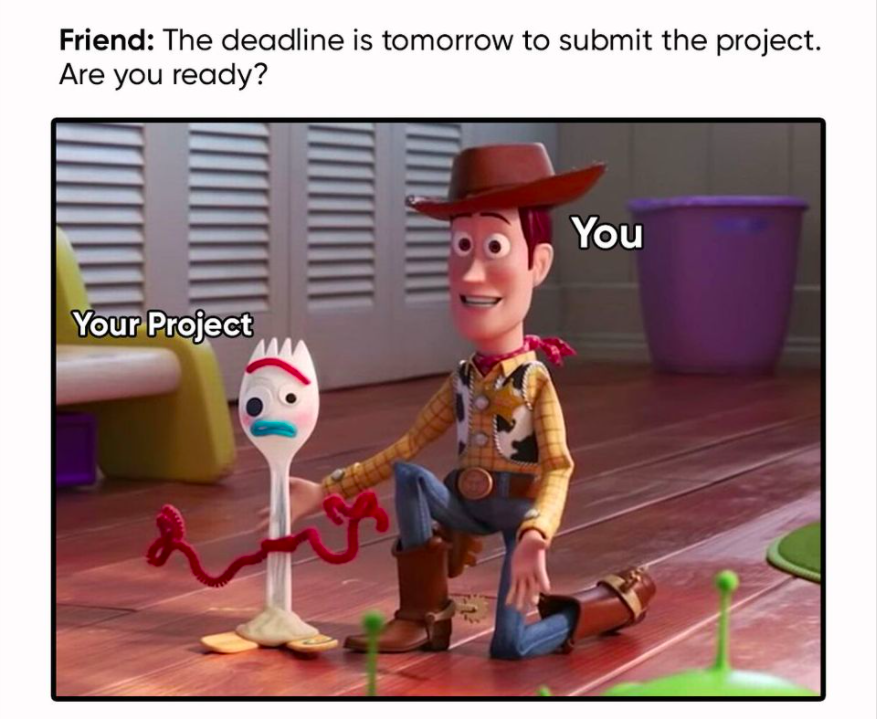 Friend: The deadline is tomorrow to submit the project.
Are you ready?
You
Your Project